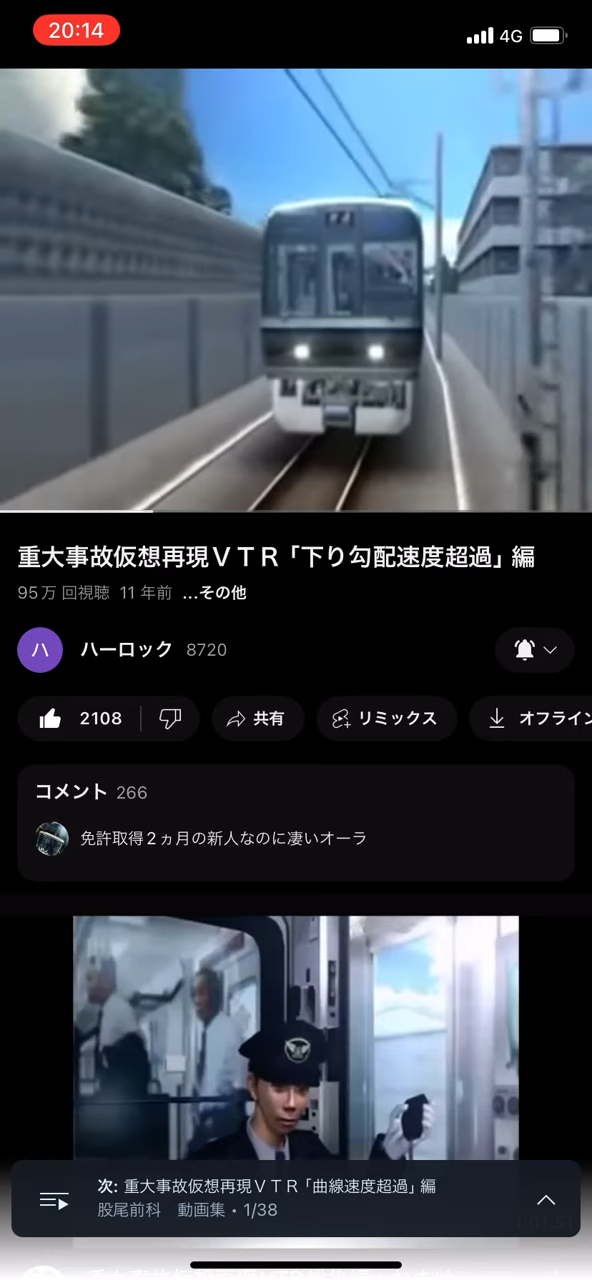 20:14
4G
重大事故仮想再現ＶＴＲ「下り勾配速度超過」編
95万 回視聴 11 年前 ...その他
ハ ハーロック 8720
2108 共有 リミックス オフライン
コメント 266
免許取得２ヵ月の新人なのに凄いオーラ
次: 重大事故仮想再現ＶＴＲ「曲線速度超過」編
股尾前科 動画集・1/38